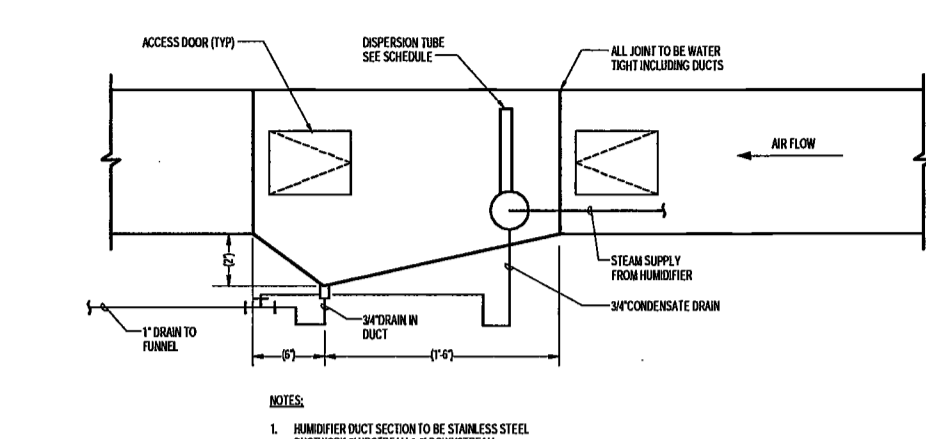 ACCESS DOOR (TYP)
DISPERSION TUBE
SEE SCHEDULE
ALL JOINT TO BE WATER
TIGHT INCLUDING DUCTS
AIR FLOW
(2")
STEAM SUPPLY
FROM HUMIDIFIER
3/4"CONDENSATE DRAIN
3/4"DRAIN IN
DUCT
1" DRAIN TO
FUNNEL
(6")
(1'-6")
NOTES:
1. HUMIDIFIER DUCT SECTION TO BE STAINLESS STEEL